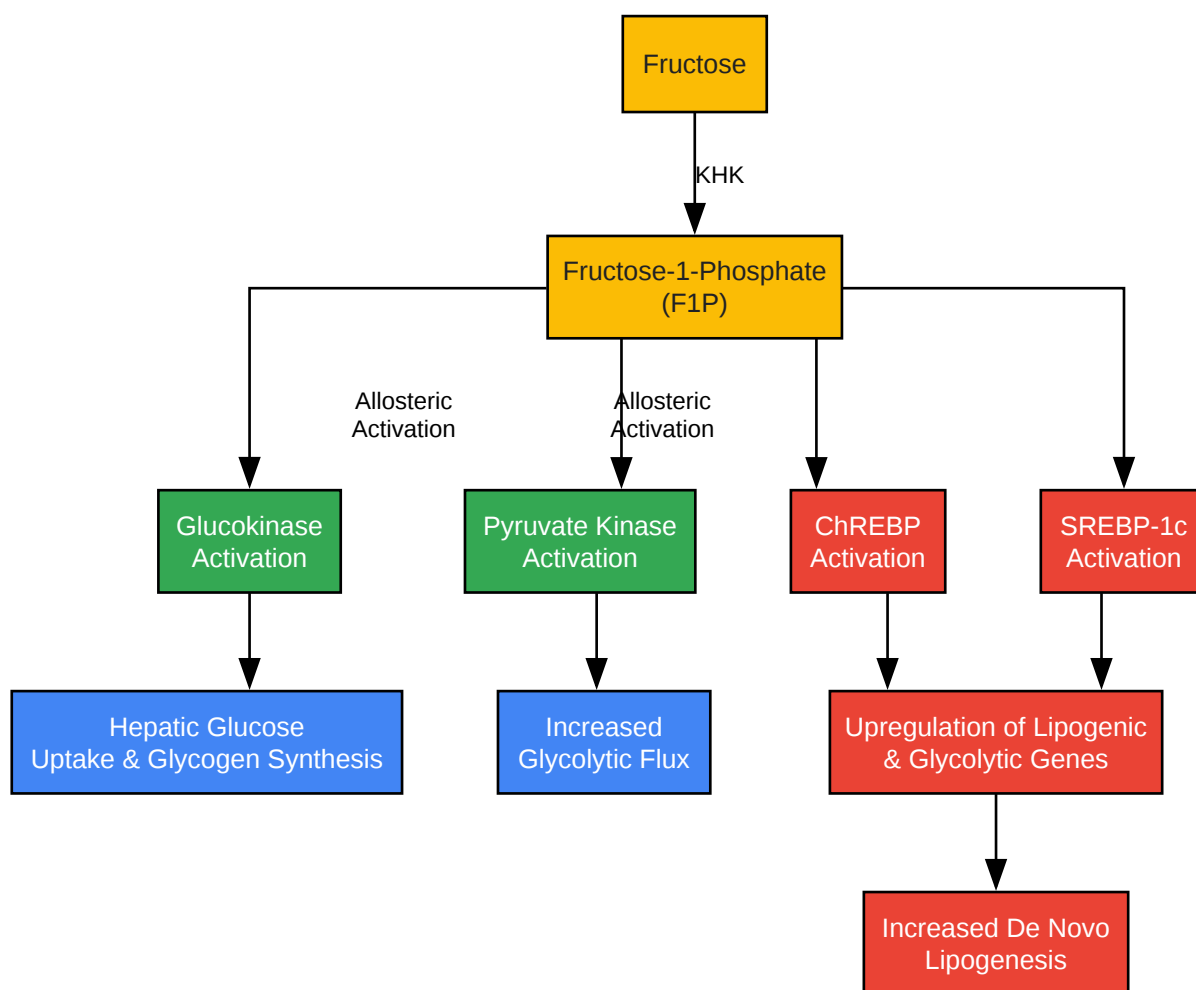 Fructose
KHK
Fructose-1-Phosphate
(F1P)
Allosteric
Activation
Allosteric
Activation
Glucokinase
Activation
Pyruvate Kinase
Activation
ChREBP
Activation
SREBP-1c
Activation
Hepatic Glucose
Uptake & Glycogen Synthesis
Increased
Glycolytic Flux
Upregulation of Lipogenic
& Glycolytic Genes
Increased De Novo
Lipogenesis